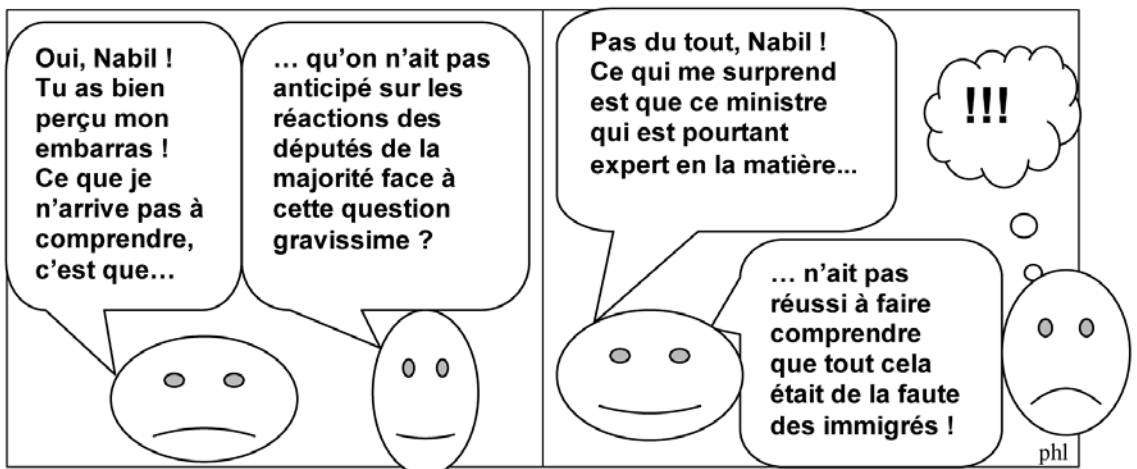 Oui, Nabil !
Tu as bien
perçu mon
embarras !
Ce que je
n’arrive pas à
comprendre,
c’est que…
… qu’on n’ait pas
anticipé sur les
réactions des
députés de la
majorité face à
cette question
gravissime ?
Pas du tout, Nabil !
Ce qui me surprend
est que ce ministre
qui est pourtant
expert en la matière...
!!!
… n’ait pas
réussi à faire
comprendre
que tout cela
était de la faute
des immigrés !
phl